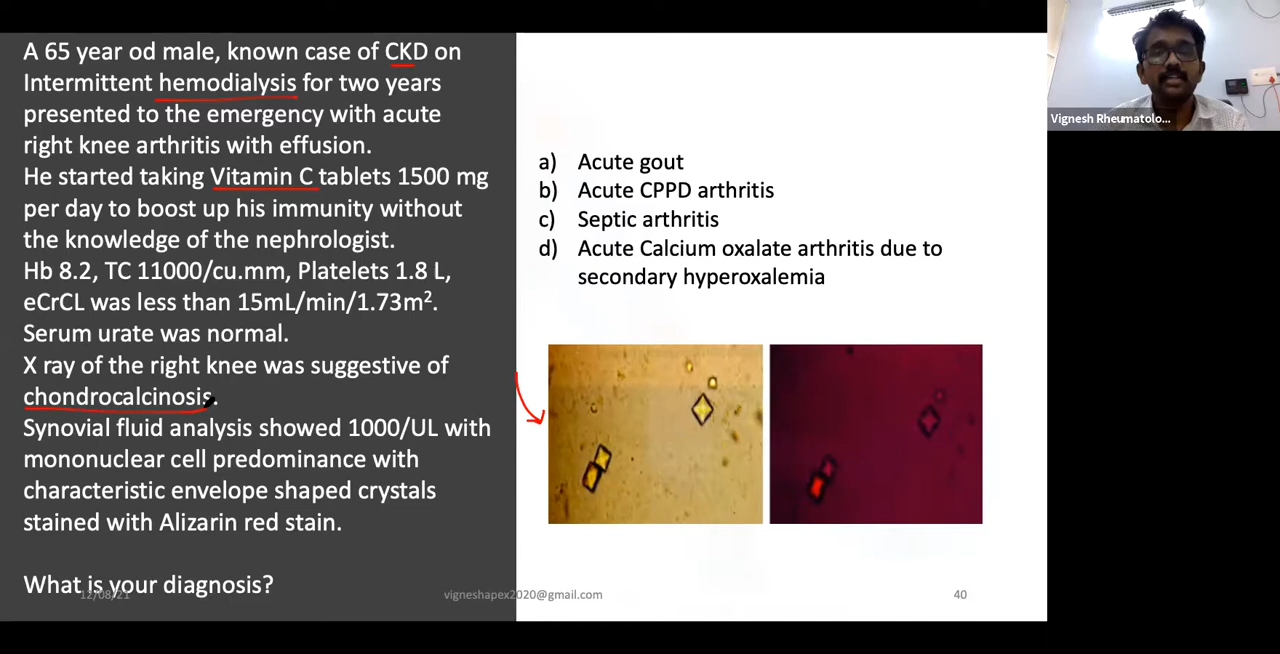 A 65 year od male, known case of CKD on
Intermittent hemodialysis for two years
presented to the emergency with acute
right knee arthritis with effusion.
He started taking Vitamin C tablets 1500 mg
per day to boost up his immunity without
the knowledge of the nephrologist.
Hb 8.2, TC 11000/cu.mm, Platelets 1.8 L,
eCrCL was less than 15mL/min/1.73m².
Serum urate was normal.
X ray of the right knee was suggestive of
chondrocalcinosis.
Synovial fluid analysis showed 1000/UL with
mononuclear cell predominance with
characteristic envelope shaped crystals
stained with Alizarin red stain.
What is your diagnosis?
a) Acute gout
b) Acute CPPD arthritis
c) Septic arthritis
d) Acute Calcium oxalate arthritis due to
secondary hyperoxalemia
12/08/21
vigneshapex2020@gmail.com
40
Vignesh Rheumatolo...